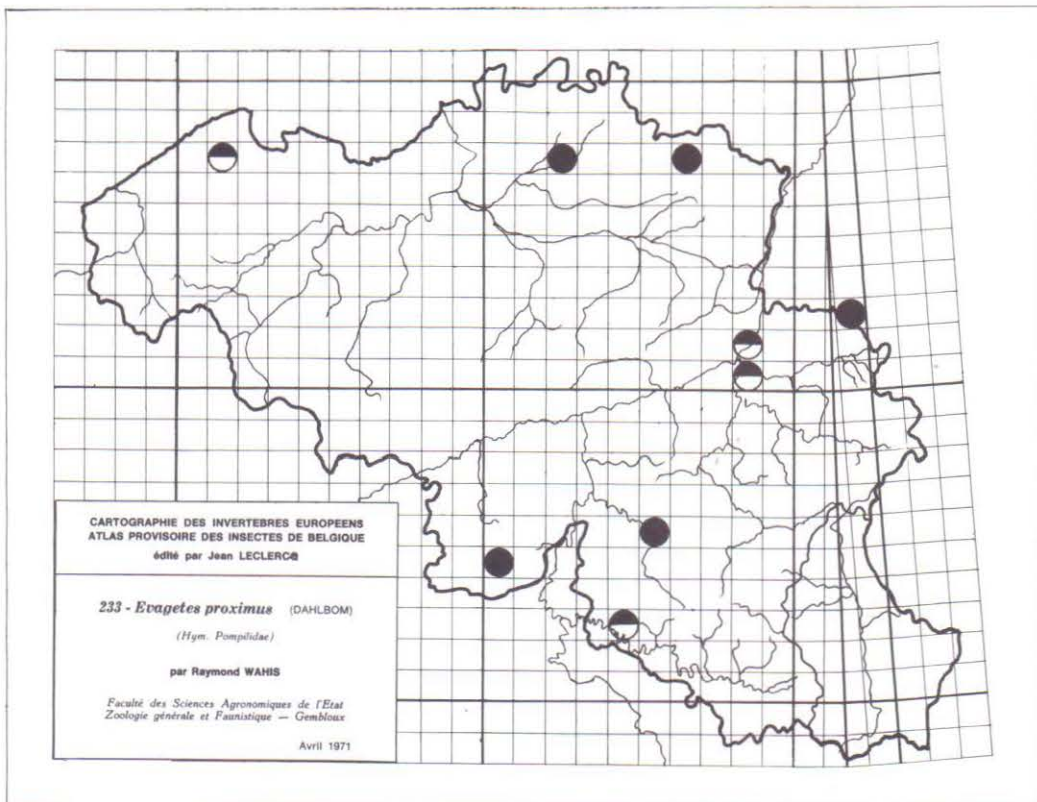 CARTOGRAPHIE DES INVERTEBRES EUROPEENS
ATLAS PROVISOIRE DES INSECTES DE BELGIQUE
édité par Jean LECLERCQ
233 - Evagetes proximus (DAHLBOM)
(Hym. Pompilidae)
par Raymond WAHIS
Faculté des Sciences Agronomiques de l'Etat
Zoologie générale et Faunistique — Gembloux
Avril 1971